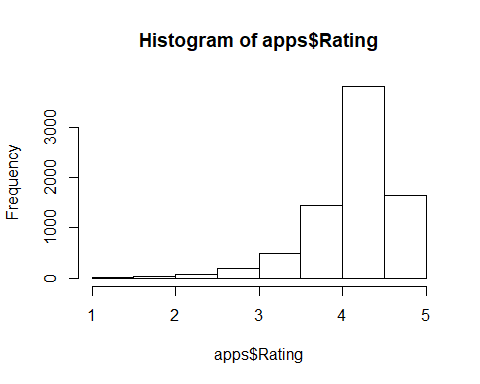 Histogram of apps$Rating
Frequency
3000
2000
1000
0
1 2 3 4 5
apps$Rating